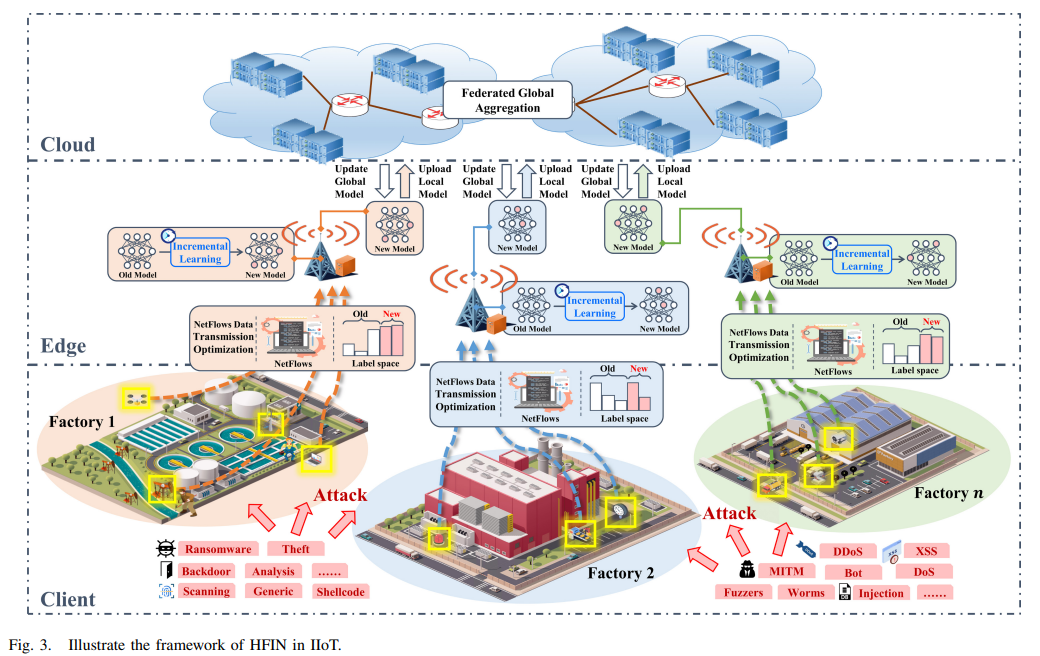 Federated Global
Aggregation
Cloud
Update
Global
Model
Upload
Local
Model
Update
Global
Model
Upload
Local
Model
Update
Global
Model
Upload
Local
Model
Old Model
Incremental
Learning
New Model
New Model
New Model
New Model
Old Model
Incremental
Learning
New Model
Old Model
Incremental
Learning
New Model
NetFlows Data
Transmission
Optimization
NetFlows
Old
New
Label space
NetFlows Data
Transmission
Optimization
NetFlows
Old
New
Label space
NetFlows Data
Transmission
Optimization
NetFlows
Old
New
Label space
Edge
Factory 1
Attack
Factory 2
Attack
Factory n
Ransomware
Theft
Backdoor
Analysis
......
Scanning
Generic
Shellcode
DDoS
XSS
XSS
MITM
Bot
DoS
Fuzzers
Worms
Injection
......
Client
Fig. 3. Illustrate the framework of HFIN in IIoT.